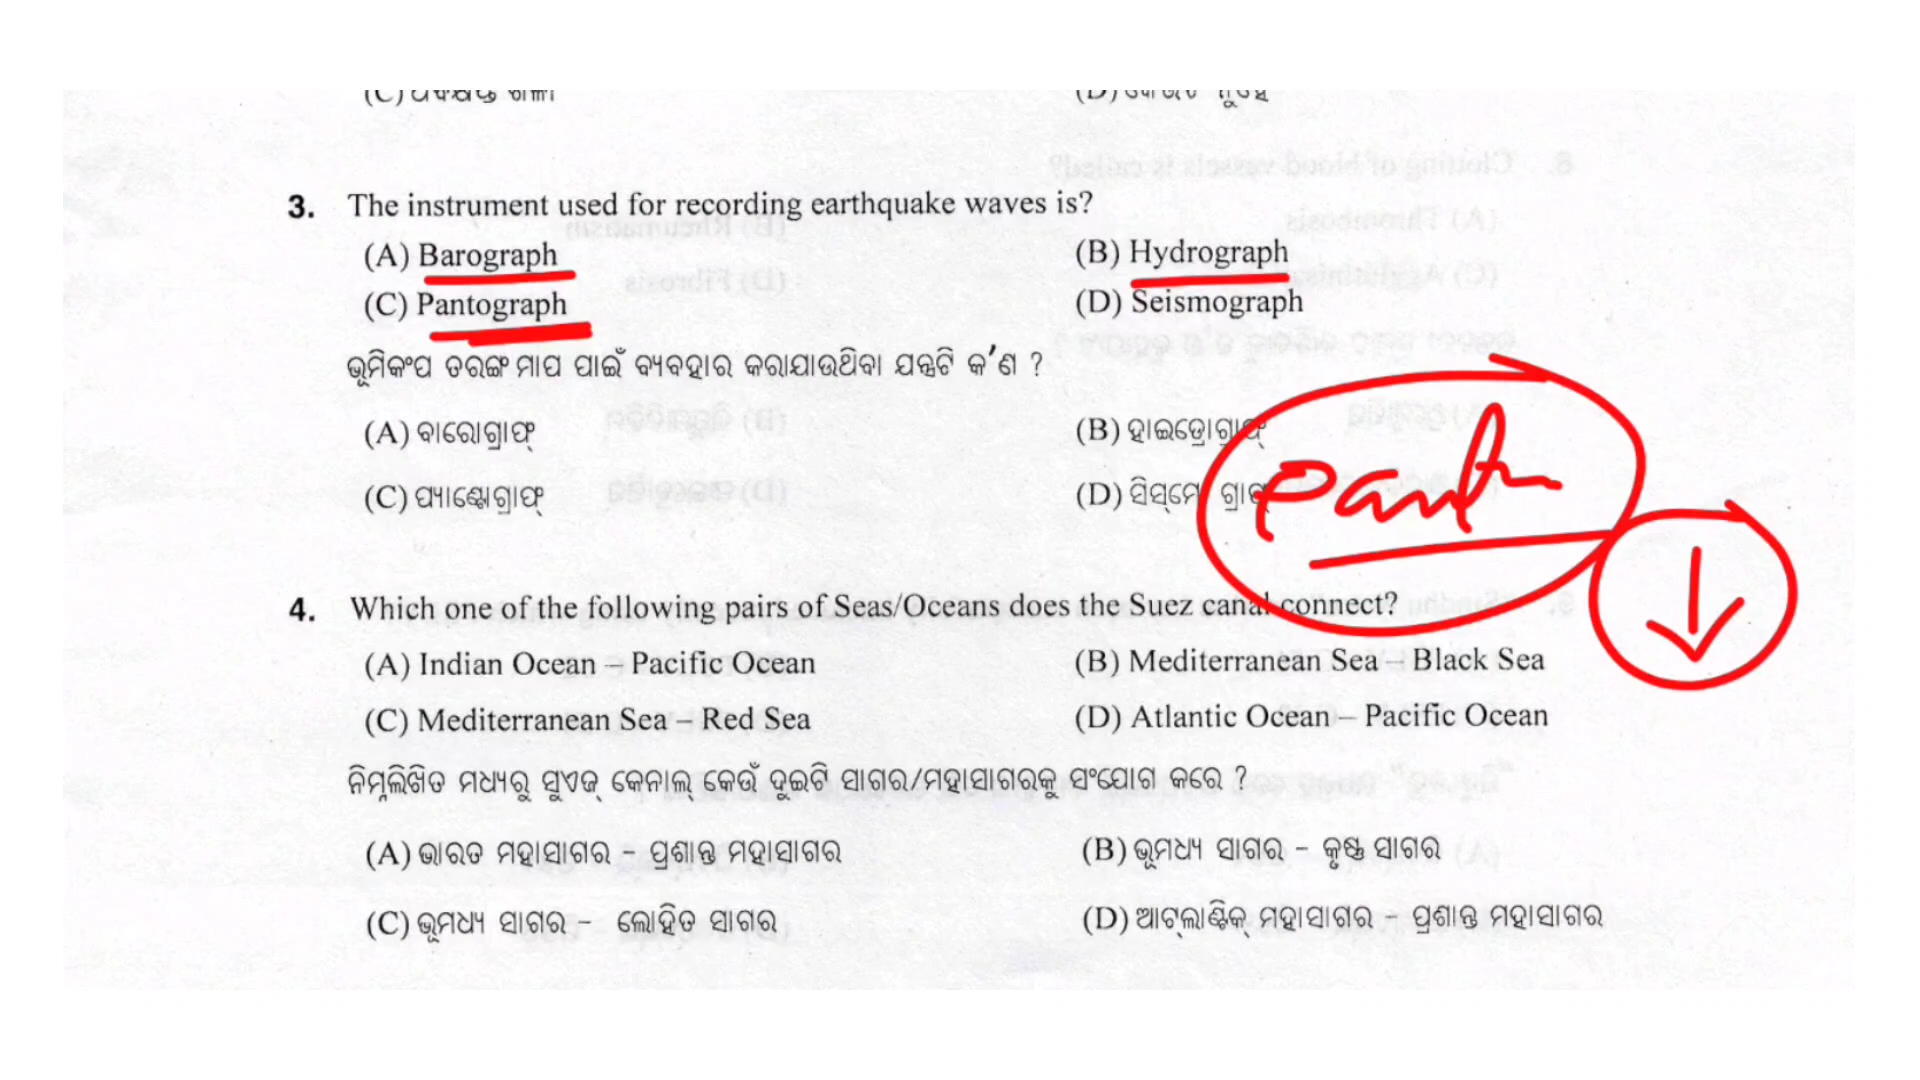 3. The instrument used for recording earthquake waves is?
(A) Barograph (B) Hydrograph
(C) Pantograph (D) Seismograph
ଭୂମିକଂପ ତରଙ୍ଗ ମାପ ପାଇଁ ବ୍ୟବହାର କରାଯାଉଥିବା ଯନ୍ତ୍ରଟି କ'ଣ ?
(A) ବାରୋଗ୍ରାଫ୍ (B) ହାଇଡ୍ରୋଗ୍ରାଫ୍
(C) ପ୍ୟାଣ୍ଟୋଗ୍ରାଫ୍ (D) ସିସ୍‌ମୋ ଗ୍ରାଫ୍
4. Which one of the following pairs of Seas/Oceans does the Suez canal connect?
(A) Indian Ocean – Pacific Ocean (B) Mediterranean Sea – Black Sea
(C) Mediterranean Sea – Red Sea (D) Atlantic Ocean – Pacific Ocean
ନିମ୍ନଲିଖିତ ମଧ୍ୟରୁ ସୁଏଜ୍ କେନାଲ୍ କେଉଁ ଦୁଇଟି ସାଗର/ମହାସାଗରକୁ ସଂଯୋଗ କରେ ?
(A) ଭାରତ ମହାସାଗର – ପ୍ରଶାନ୍ତ ମହାସାଗର (B) ଭୂମଧ୍ୟ ସାଗର – କୃଷ୍ଣ ସାଗର
(C) ଭୂମଧ୍ୟ ସାଗର – ଲୋହିତ ସାଗର (D) ଆଟ୍‌ଲାଣ୍ଟିକ୍ ମହାସାଗର – ପ୍ରଶାନ୍ତ ମହାସାଗର